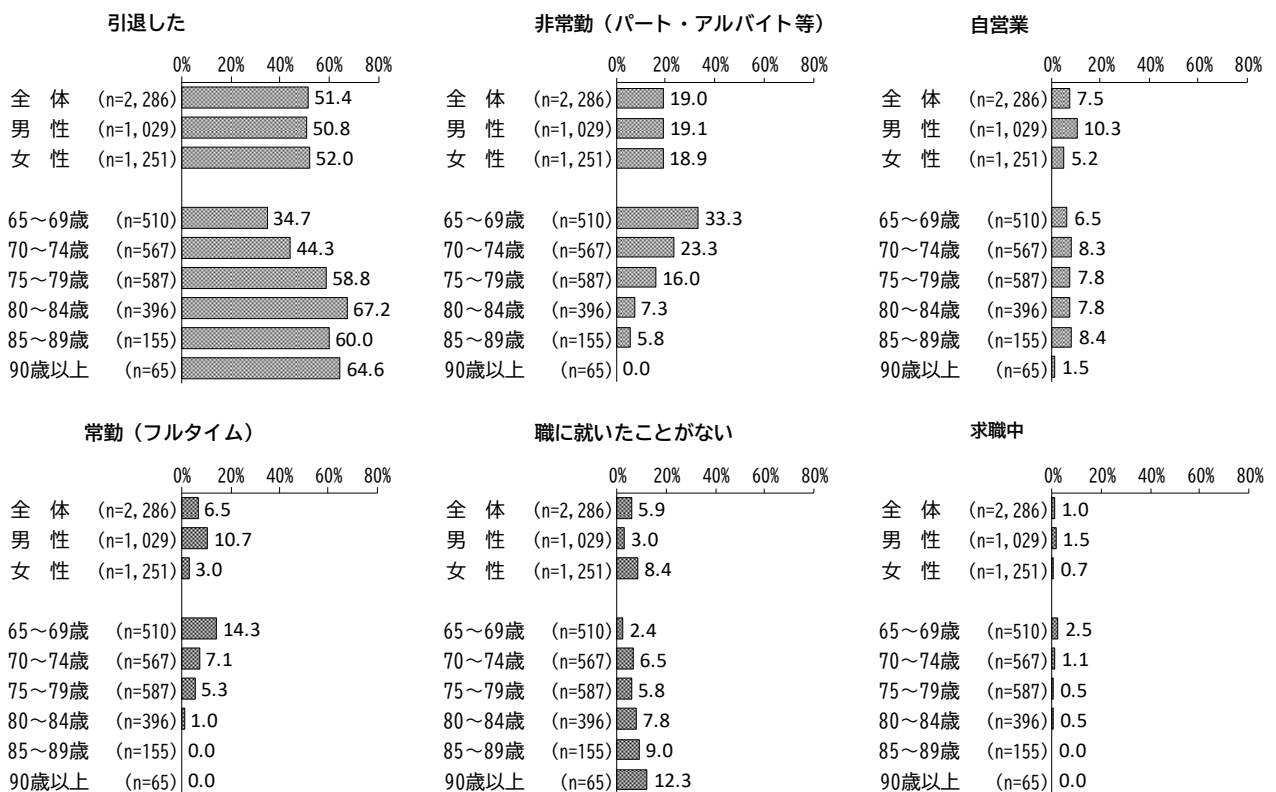 引退した
0% 20% 40% 60% 80%
全 体 (n=2,286) 51.4
男 性 (n=1,029) 50.8
女 性 (n=1,251) 52.0
65～69歳 (n=510) 34.7
70～74歳 (n=567) 44.3
75～79歳 (n=587) 58.8
80～84歳 (n=396) 67.2
85～89歳 (n=155) 60.0
90歳以上 (n=65) 64.6
非常勤（パート・アルバイト等）
0% 20% 40% 60% 80%
全 体 (n=2,286) 19.0
男 性 (n=1,029) 19.1
女 性 (n=1,251) 18.9
65～69歳 (n=510) 33.3
70～74歳 (n=567) 23.3
75～79歳 (n=587) 16.0
80～84歳 (n=396) 7.3
85～89歳 (n=155) 5.8
90歳以上 (n=65) 0.0
自営業
0% 20% 40% 60% 80%
全 体 (n=2,286) 7.5
男 性 (n=1,029) 10.3
女 性 (n=1,251) 5.2
65～69歳 (n=510) 6.5
70～74歳 (n=567) 8.3
75～79歳 (n=587) 7.8
80～84歳 (n=396) 7.8
85～89歳 (n=155) 8.4
90歳以上 (n=65) 1.5
常勤（フルタイム）
0% 20% 40% 60% 80%
全 体 (n=2,286) 6.5
男 性 (n=1,029) 10.7
女 性 (n=1,251) 3.0
65～69歳 (n=510) 14.3
70～74歳 (n=567) 7.1
75～79歳 (n=587) 5.3
80～84歳 (n=396) 1.0
85～89歳 (n=155) 0.0
90歳以上 (n=65) 0.0
職に就いたことがない
0% 20% 40% 60% 80%
全 体 (n=2,286) 5.9
男 性 (n=1,029) 3.0
女 性 (n=1,251) 8.4
65～69歳 (n=510) 2.4
70～74歳 (n=567) 6.5
75～79歳 (n=587) 5.8
80～84歳 (n=396) 7.8
85～89歳 (n=155) 9.0
90歳以上 (n=65) 12.3
求職中
0% 20% 40% 60% 80%
全 体 (n=2,286) 1.0
男 性 (n=1,029) 1.5
女 性 (n=1,251) 0.7
65～69歳 (n=510) 2.5
70～74歳 (n=567) 1.1
75～79歳 (n=587) 0.5
80～84歳 (n=396) 0.5
85～89歳 (n=155) 0.0
90歳以上 (n=65) 0.0